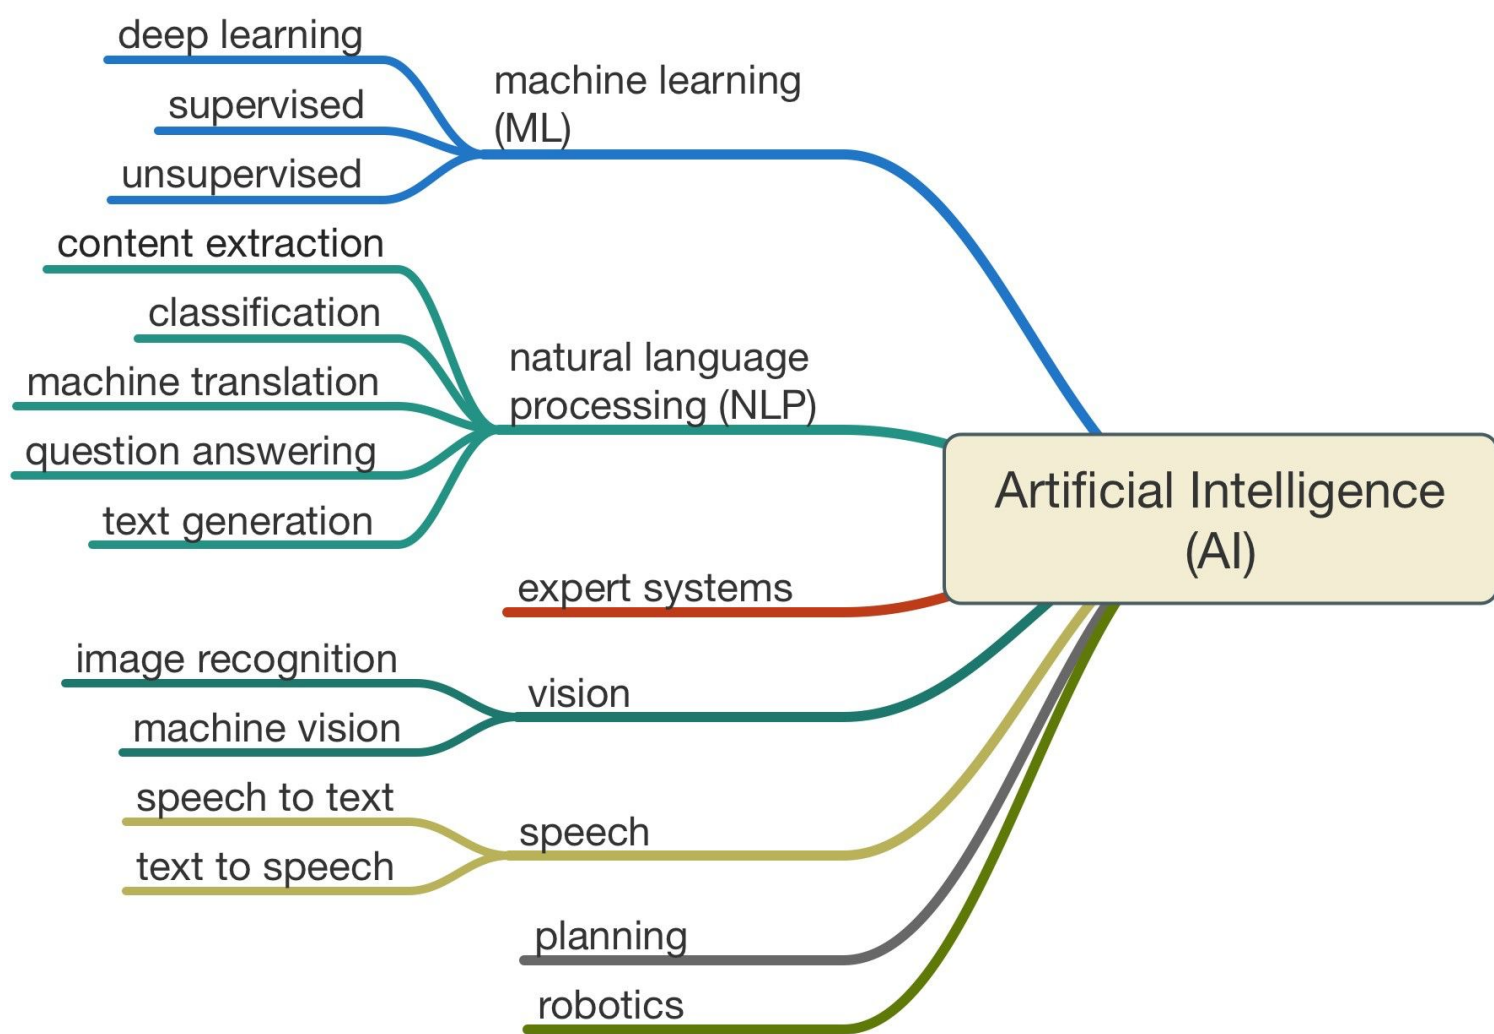 deep learning
supervised
unsupervised
machine learning
(ML)
content extraction
classification
machine translation
question answering
text generation
natural language
processing (NLP)
expert systems
image recognition
machine vision
vision
speech to text
text to speech
speech
planning
robotics
Artificial Intelligence
(AI)